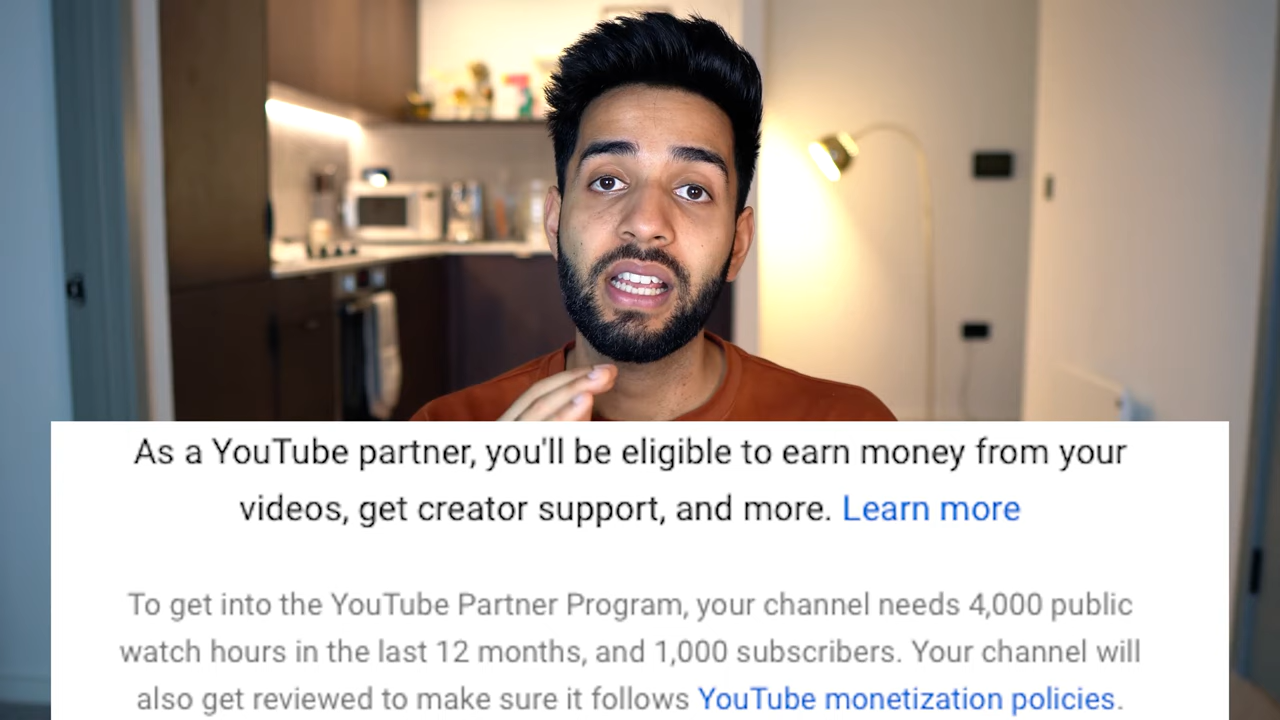 As a YouTube partner, you'll be eligible to earn money from your
videos, get creator support, and more. Learn more
To get into the YouTube Partner Program, your channel needs 4,000 public
watch hours in the last 12 months, and 1,000 subscribers. Your channel will
also get reviewed to make sure it follows YouTube monetization policies.